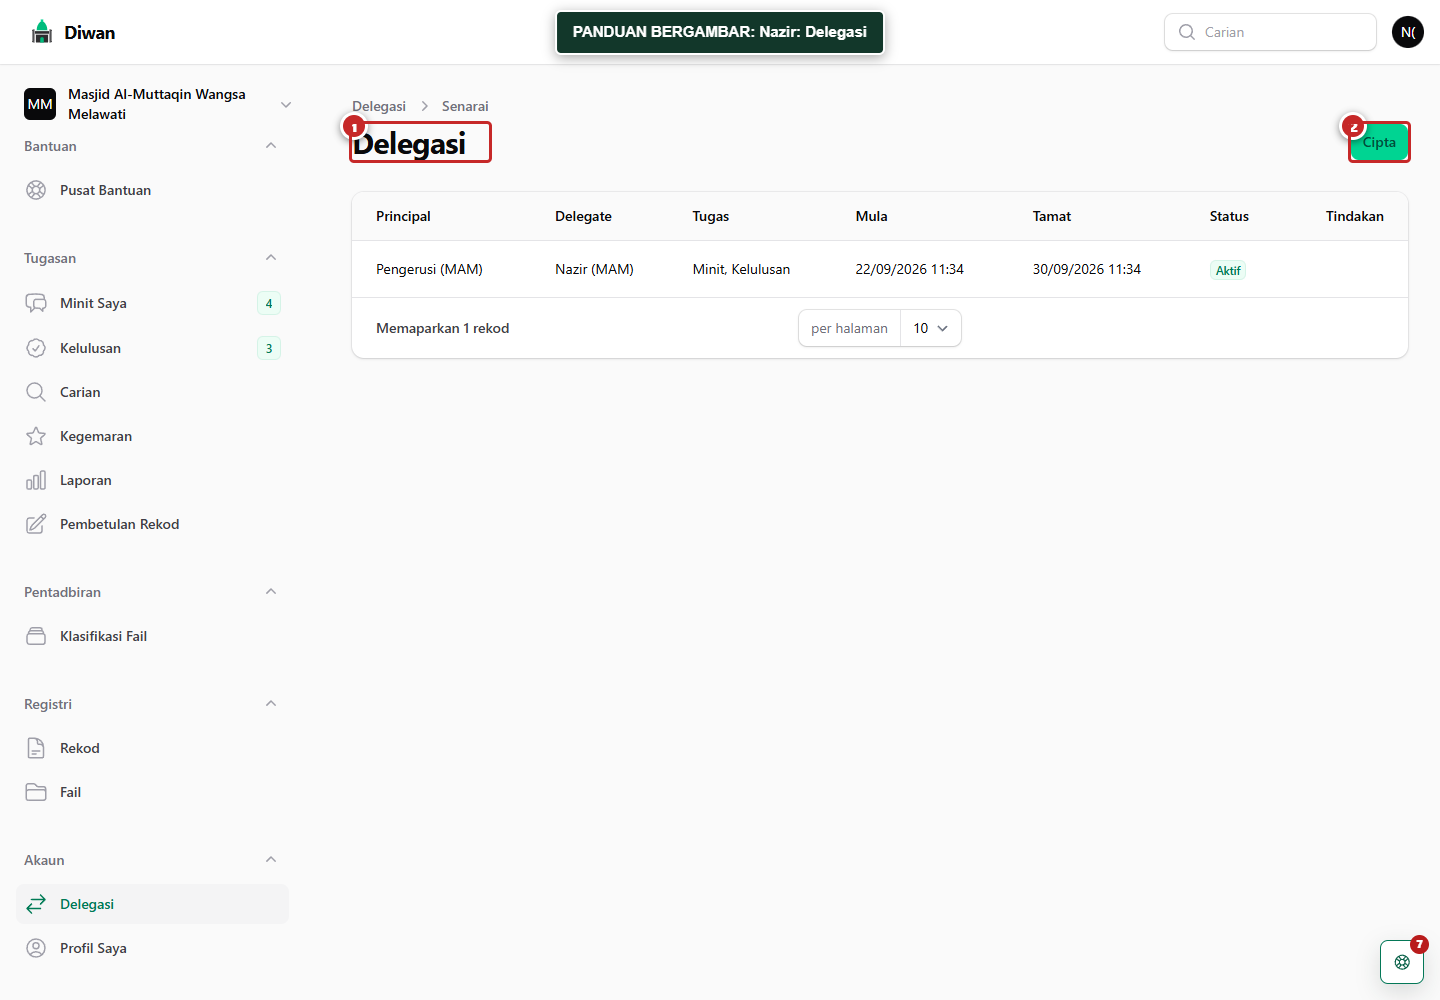 Diwan
PANDUAN BERGAMBAR: Nazir: Delegasi
Carian
N(
MM
Masjid Al-Muttaqin Wangsa
Melawati
Bantuan
Pusat Bantuan
Tugasan
Minit Saya 4
Kelulusan 3
Carian
Kegemaran
Laporan
Pembetulan Rekod
Pentadbiran
Klasifikasi Fail
Registri
Rekod
Fail
Akaun
Delegasi
Profil Saya
Delegasi > Senarai
1
Delegasi
2
Cipta
Principal Delegate Tugas Mula Tamat Status Tindakan
Pengerusi (MAM) Nazir (MAM) Minit, Kelulusan 22/09/2026 11:34 30/09/2026 11:34 Aktif
Memaparkan 1 rekod per halaman 10
7